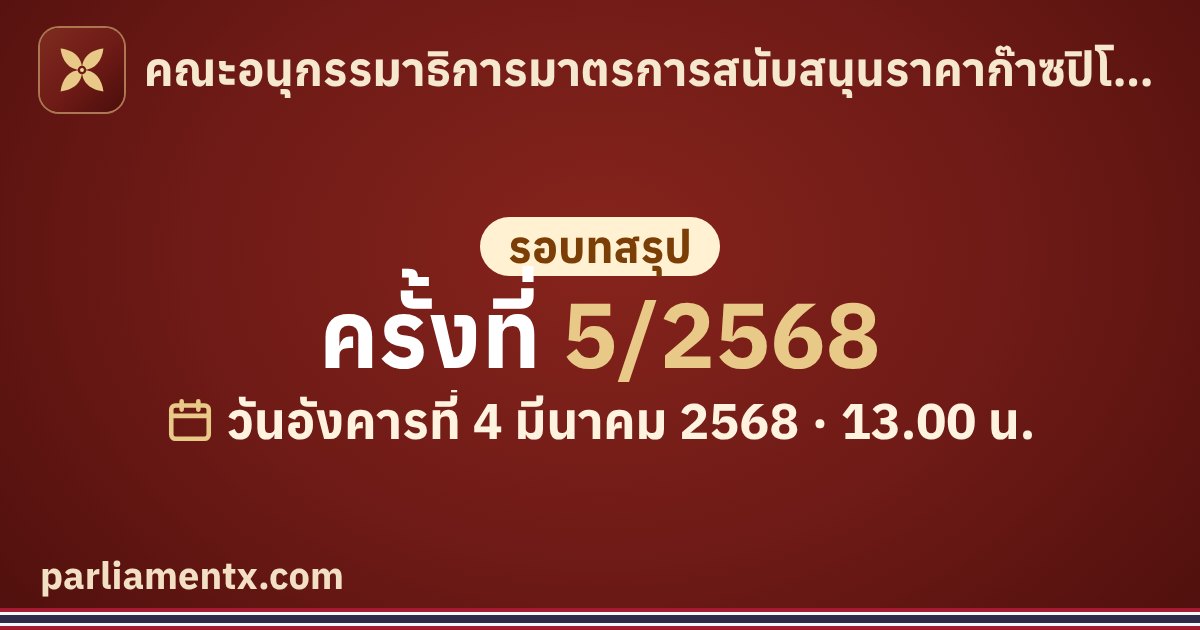 คณะอนุกรรมาธิการมาตรการสนับสนุนราคาก๊าซปิโ...
รอบทสรุป
ครั้งที่ 5/2568
วันอังคารที่ 4 มีนาคม 2568 · 13.00 น.
parliamentx.com